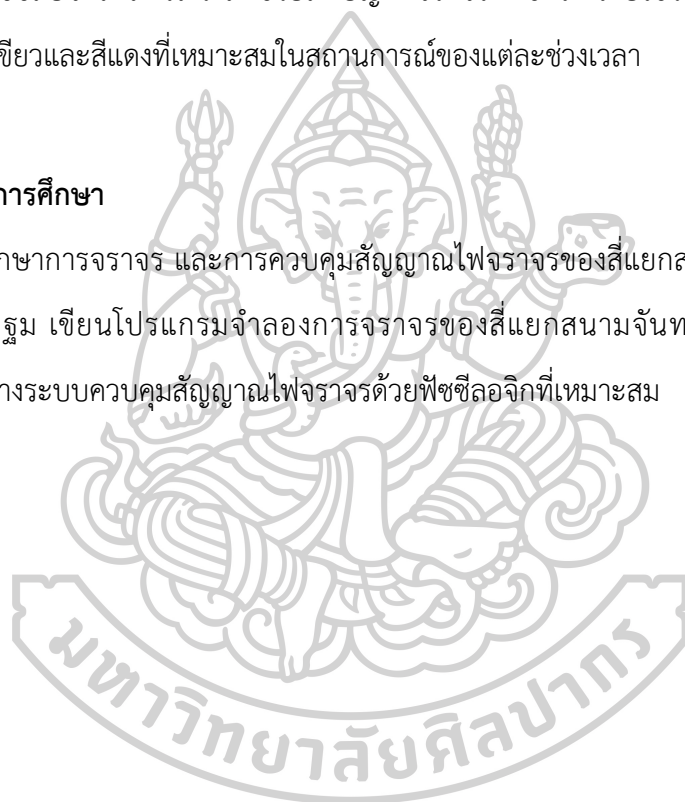 ขียวและสีแดงที่เหมาะสมในสถานการณ์ของแต่ละช่วงเวลา
การศึกษา
กษาการจราจร และการควบคุมสัญญาณไฟจราจรของสี่แยกส
ฐม เขียนโปรแกรมจำลองการจราจรของสี่แยกสนามจันท
างระบบควบคุมสัญญาณไฟจราจรด้วยฟัซซีลอจิกที่เหมาะสม
มหาวิทยาลัยศิลปากร